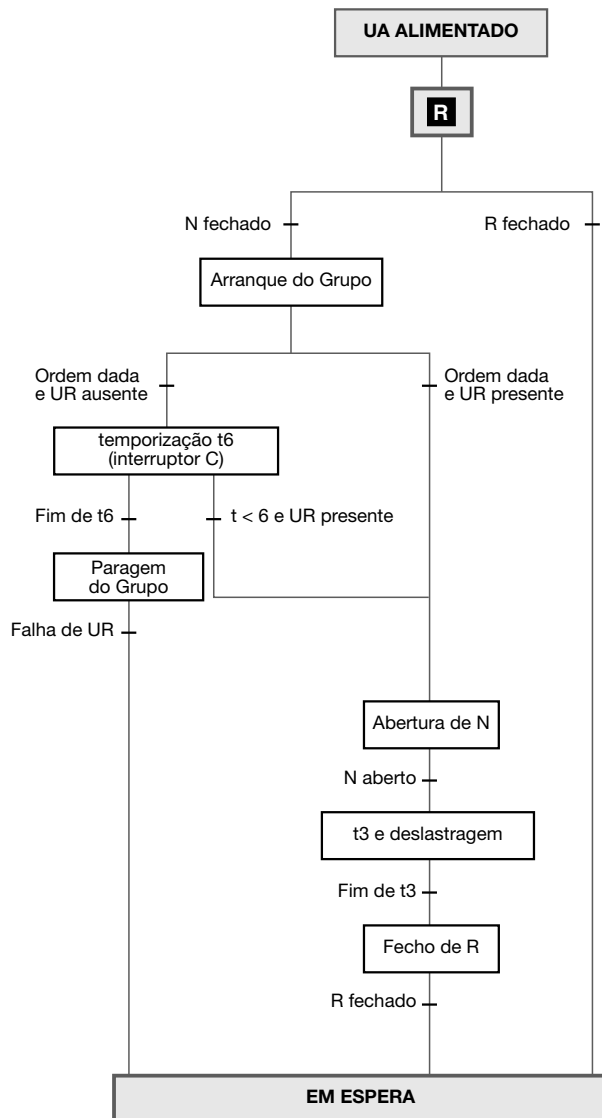 UA ALIMENTADO
R
N fechado
R fechado
Arranque do Grupo
Ordem dada
e UR ausente
Ordem dada
e UR presente
temporização t6
(interruptor C)
Fim de t6
t < 6 e UR presente
Paragem
do Grupo
Falha de UR
Abertura de N
N aberto
t3 e deslastragem
Fim de t3
Fecho de R
R fechado
EM ESPERA